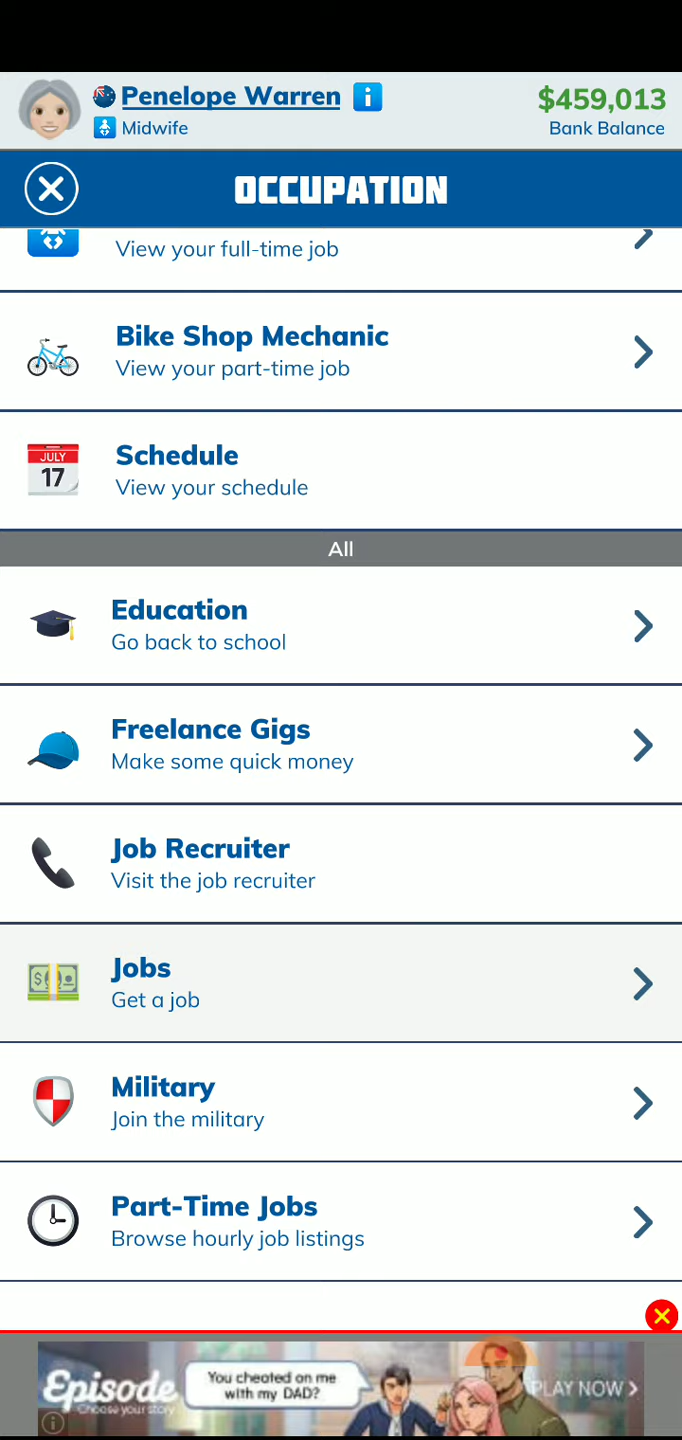 Penelope Warren
$459,013
Midwife
Bank Balance
OCCUPATION
View your full-time job
Bike Shop Mechanic
View your part-time job
JULY
17
Schedule
View your schedule
All
Education
Go back to school
Freelance Gigs
Make some quick money
Job Recruiter
Visit the job recruiter
Jobs
Get a job
Military
Join the military
Part-Time Jobs
Browse hourly job listings
Episode
Choose your story
You cheated on me
with my DAD?
PLAY NOW